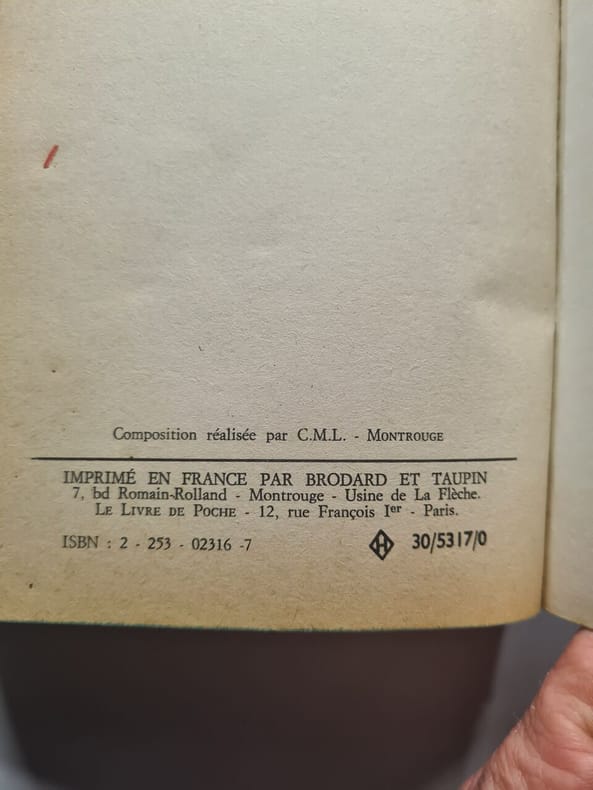 Composition réalisée par C.M.L. - MONTROUGE
IMPRIMÉ EN FRANCE PAR BRODARD ET TAUPIN
7, bd Romain-Rolland - Montrouge - Usine de La Flèche.
LE LIVRE DE POCHE - 12, rue François Ier - Paris.
ISBN : 2 - 253 - 02316 -7 30/5317/0